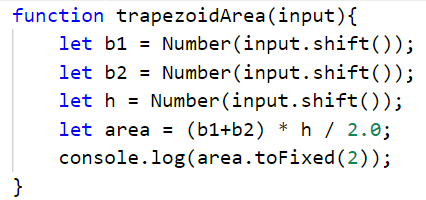 function trapezoidArea(input){
    let b1 = Number(input.shift());
    let b2 = Number(input.shift());
    let h = Number(input.shift());
    let area = (b1+b2) * h / 2.0;
    console.log(area.toFixed(2));
}